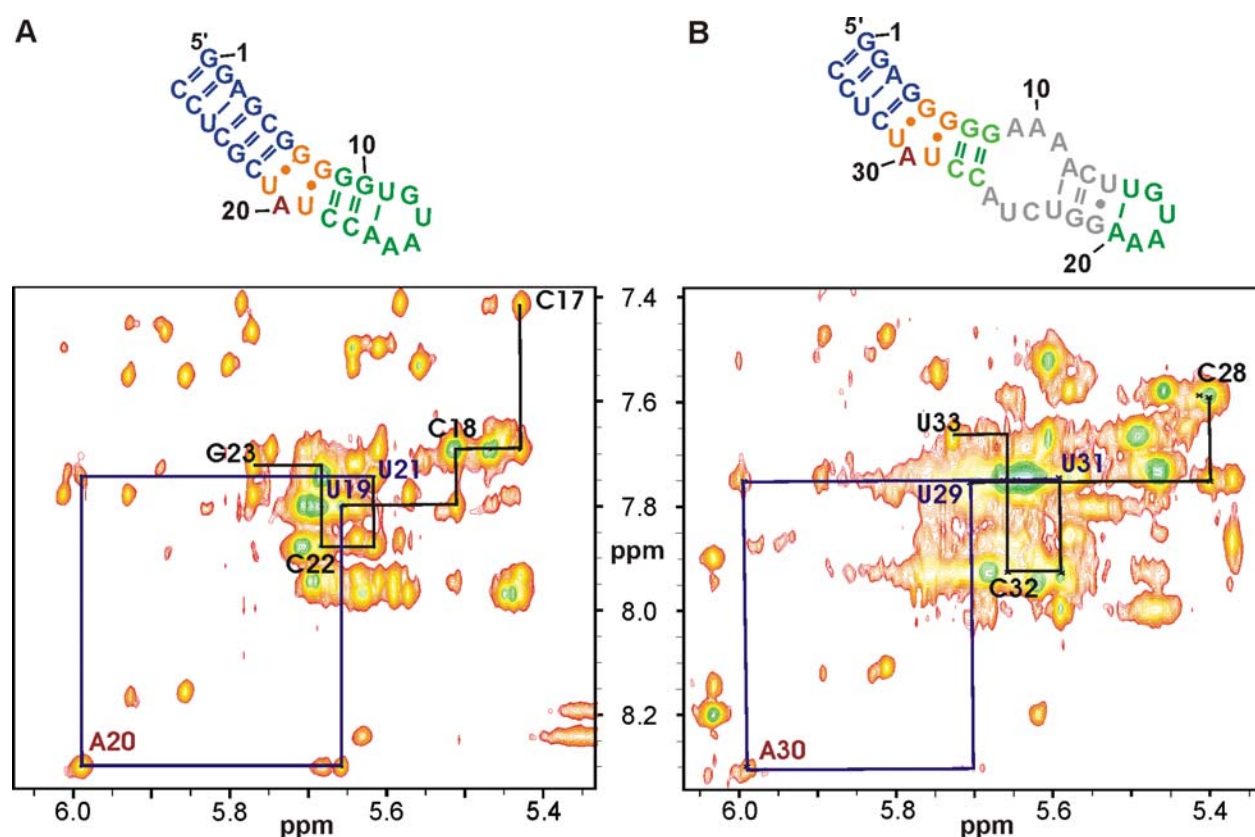 A
5'
G-1
GAGCGGGGGUGUAAACCUAUCGCUCC
10
20
B
5'
G-1
GAGGGGGAAAACUUGUAAAGGUCUACCUAUCUCC
10
20
30
C17
C18
G23
U21
U19
C22
A20
6.0 5.8 5.6 5.4
ppm
7.4
7.6
7.8
ppm
8.0
8.2
C28
U33
U31
U29
C32
A30
6.0 5.8 5.6 5.4
ppm